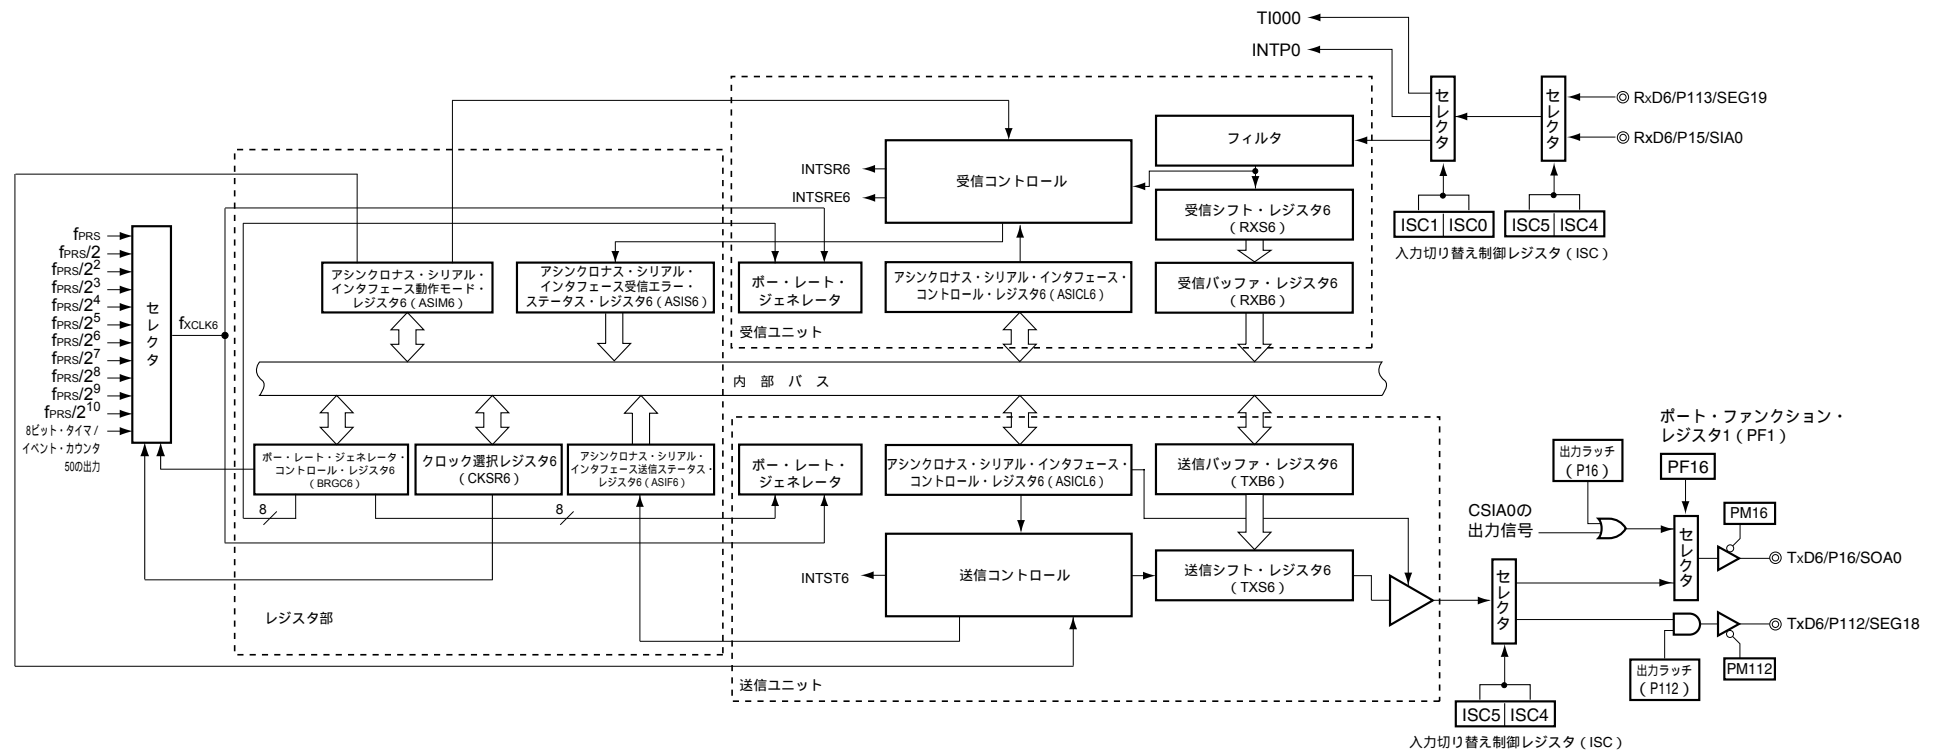 TI000
INTP0
セレクタ
セレクタ
RxD6/P113/SEG19
RxD6/P15/SIA0
ISC1 ISC0
ISC5 ISC4
入力切り替え制御レジスタ（ISC）
フィルタ
INTSR6
INTSRE6
受信コントロール
受信シフト・レジスタ6
（RXS6）
fPRS
fPRS/2
fPRS/2^2
fPRS/2^3
fPRS/2^4
fPRS/2^5
fPRS/2^6
fPRS/2^7
fPRS/2^8
fPRS/2^9
fPRS/2^10
8ビット・タイマ /
イベント・カウンタ
50の出力
セレクタ
fXCLK6
アシンクロナス・シリアル・
インタフェース動作モード・
レジスタ6（ASIM6）
アシンクロナス・シリアル・
インタフェース受信エラー・
ステータス・レジスタ6（ASIS6）
ボー・レート・
ジェネレータ
アシンクロナス・シリアル・インタフェース・
コントロール・レジスタ6（ASICL6）
受信バッファ・レジスタ6
（RXB6）
受信ユニット
内 部 バ ス
ボー・レート・ジェネレータ・
コントロール・レジスタ6
（BRGC6）
クロック選択レジスタ6
（CKSR6）
アシンクロナス・シリアル・
インタフェース送信ステータス・
レジスタ6（ASIF6）
ボー・レート・
ジェネレータ
アシンクロナス・シリアル・インタフェース・
コントロール・レジスタ6（ASICL6）
送信バッファ・レジスタ6
（TXB6）
8
8
INTST6
送信コントロール
送信シフト・レジスタ6
（TXS6）
レジスタ部
送信ユニット
ポート・ファンクション・
レジスタ1（PF1）
出力ラッチ
（P16）
PF16
PM16
CSIA0の
出力信号
セレクタ
TxD6/P16/SOA0
セレクタ
TxD6/P112/SEG18
出力ラッチ
（P112）
PM112
ISC5 ISC4
入力切り替え制御レジスタ（ISC）